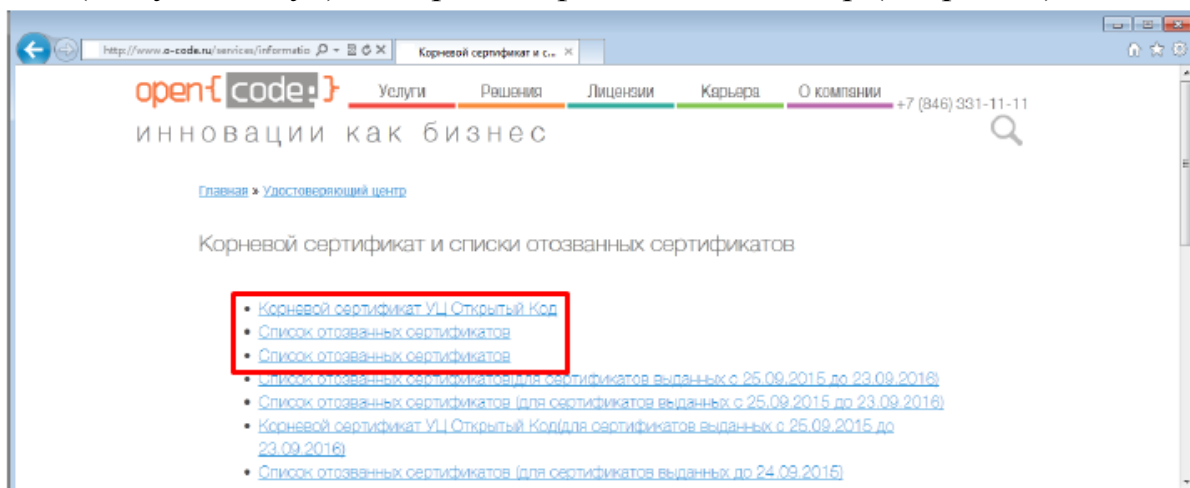 http://www.o-code.ru/services/informatio
Корневой сертификат и с...
open{ code: }
Услуги
Решения
Лицензии
Карьера
О компании
+7 (846) 331-11-11
инновации как бизнес
Главная » Удостоверяющий центр
Корневой сертификат и списки отозванных сертификатов
• Корневой сертификат УЦ Открытый Код
• Список отозванных сертификатов
• Список отозванных сертификатов
• Список отозванных сертификатов(для сертификатов выданных с 25.09.2015 до 23.09.2016)
• Список отозванных сертификатов (для сертификатов выданных с 25.09.2015 до 23.09.2016)
• Корневой сертификат УЦ Открытый Код(для сертификатов выданных с 25.09.2015 до
23.09.2016)
• Список отозванных сертификатов (для сертификатов выданных до 24.09.2015)